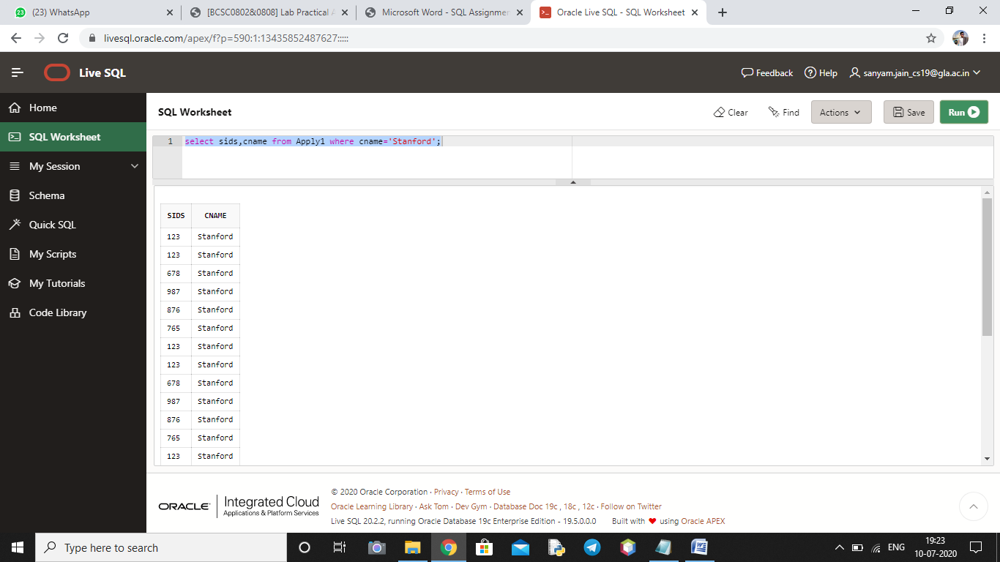 (23) WhatsApp
[BCSC0802&0808] Lab Practical A
Microsoft Word - SQL Assignmer
Oracle Live SQL - SQL Worksheet
livesql.oracle.com/apex/f?p=590:1:13435852487627:::::
Live SQL
Feedback
Help
sanyam.jain_cs19@gla.ac.in
Home
SQL Worksheet
My Session
Schema
Quick SQL
My Scripts
My Tutorials
Code Library
SQL Worksheet
Clear
Find
Actions
Save
Run
1 select sids,cname from Apply1 where cname='Stanford';
SIDS CNAME
123 Stanford
123 Stanford
678 Stanford
987 Stanford
876 Stanford
765 Stanford
123 Stanford
123 Stanford
678 Stanford
987 Stanford
876 Stanford
765 Stanford
123 Stanford
ORACLE
Integrated Cloud
Applications & Platform Services
© 2020 Oracle Corporation · Privacy · Terms of Use
Oracle Learning Library · Ask Tom · Dev Gym · Database Doc 19c , 18c , 12c · Follow on Twitter
Live SQL 20.2.2, running Oracle Database 19c Enterprise Edition - 19.5.0.0.0 Built with ❤ using Oracle APEX
Type here to search
ENG
19:23
10-07-2020